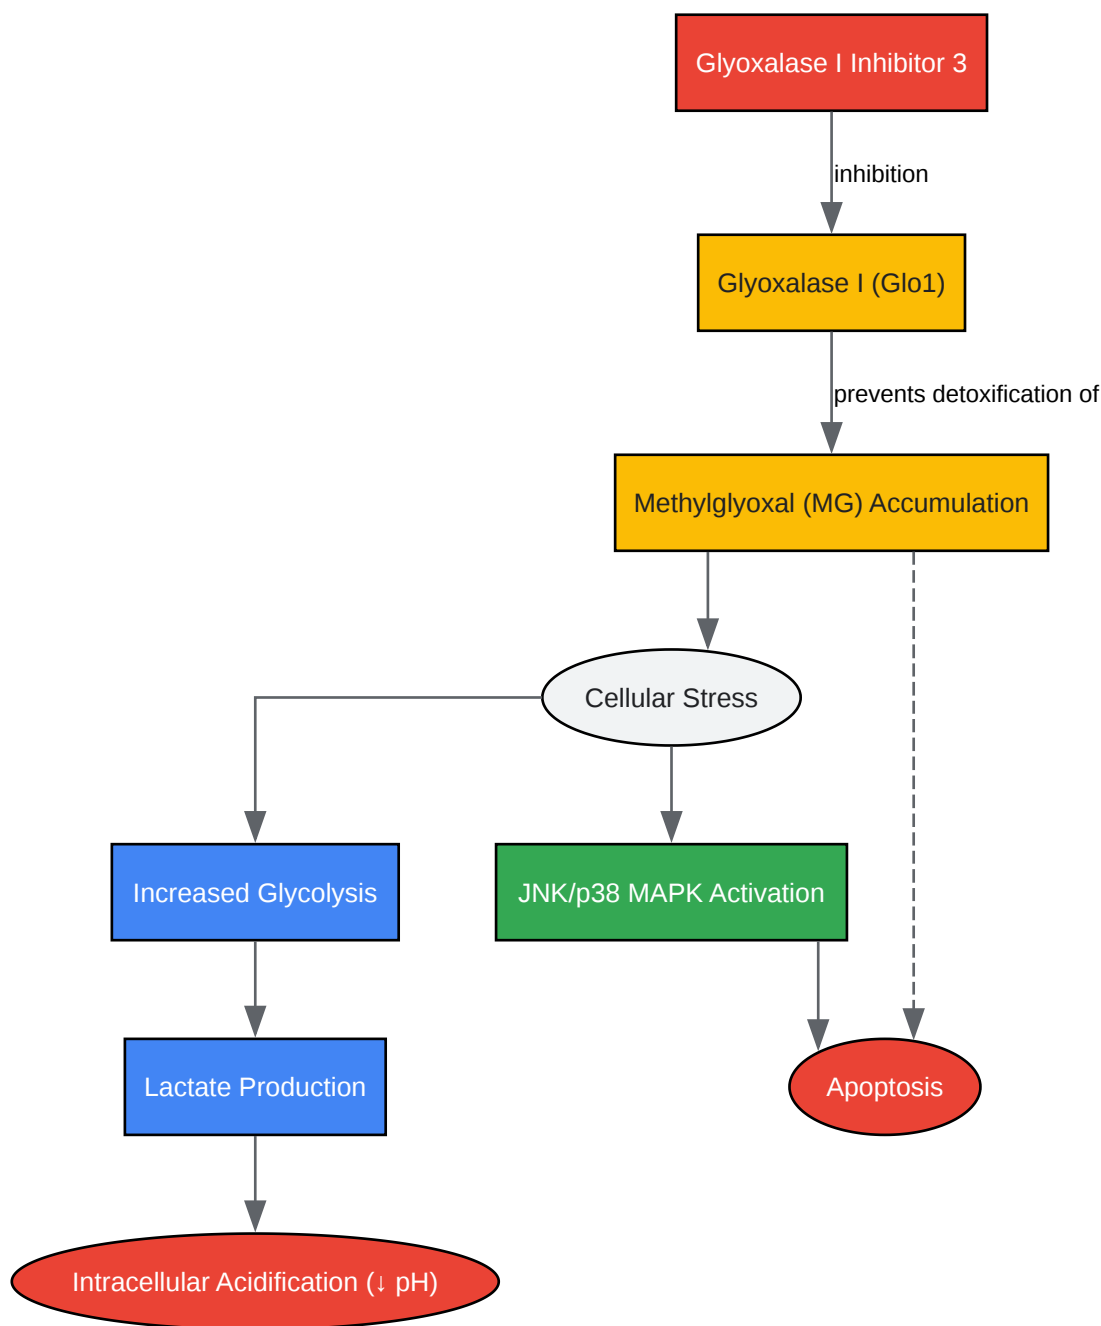 Glyoxalase I Inhibitor 3
inhibition
Glyoxalase I (Glo1)
prevents detoxification of
Methylglyoxal (MG) Accumulation
Cellular Stress
Increased Glycolysis
JNK/p38 MAPK Activation
Lactate Production
Apoptosis
Intracellular Acidification (↓ pH)